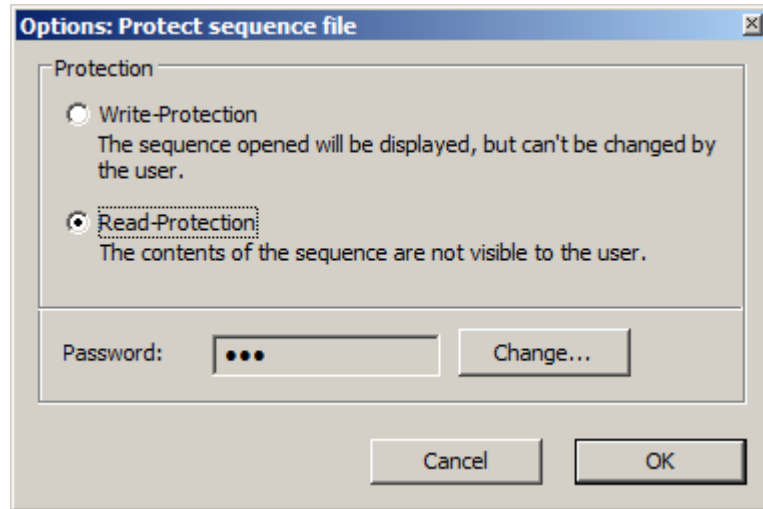 Options: Protect sequence file
Protection
Write-Protection
The sequence opened will be displayed, but can't be changed by
the user.
Read-Protection
The contents of the sequence are not visible to the user.
Password: ●●● Change...
Cancel OK